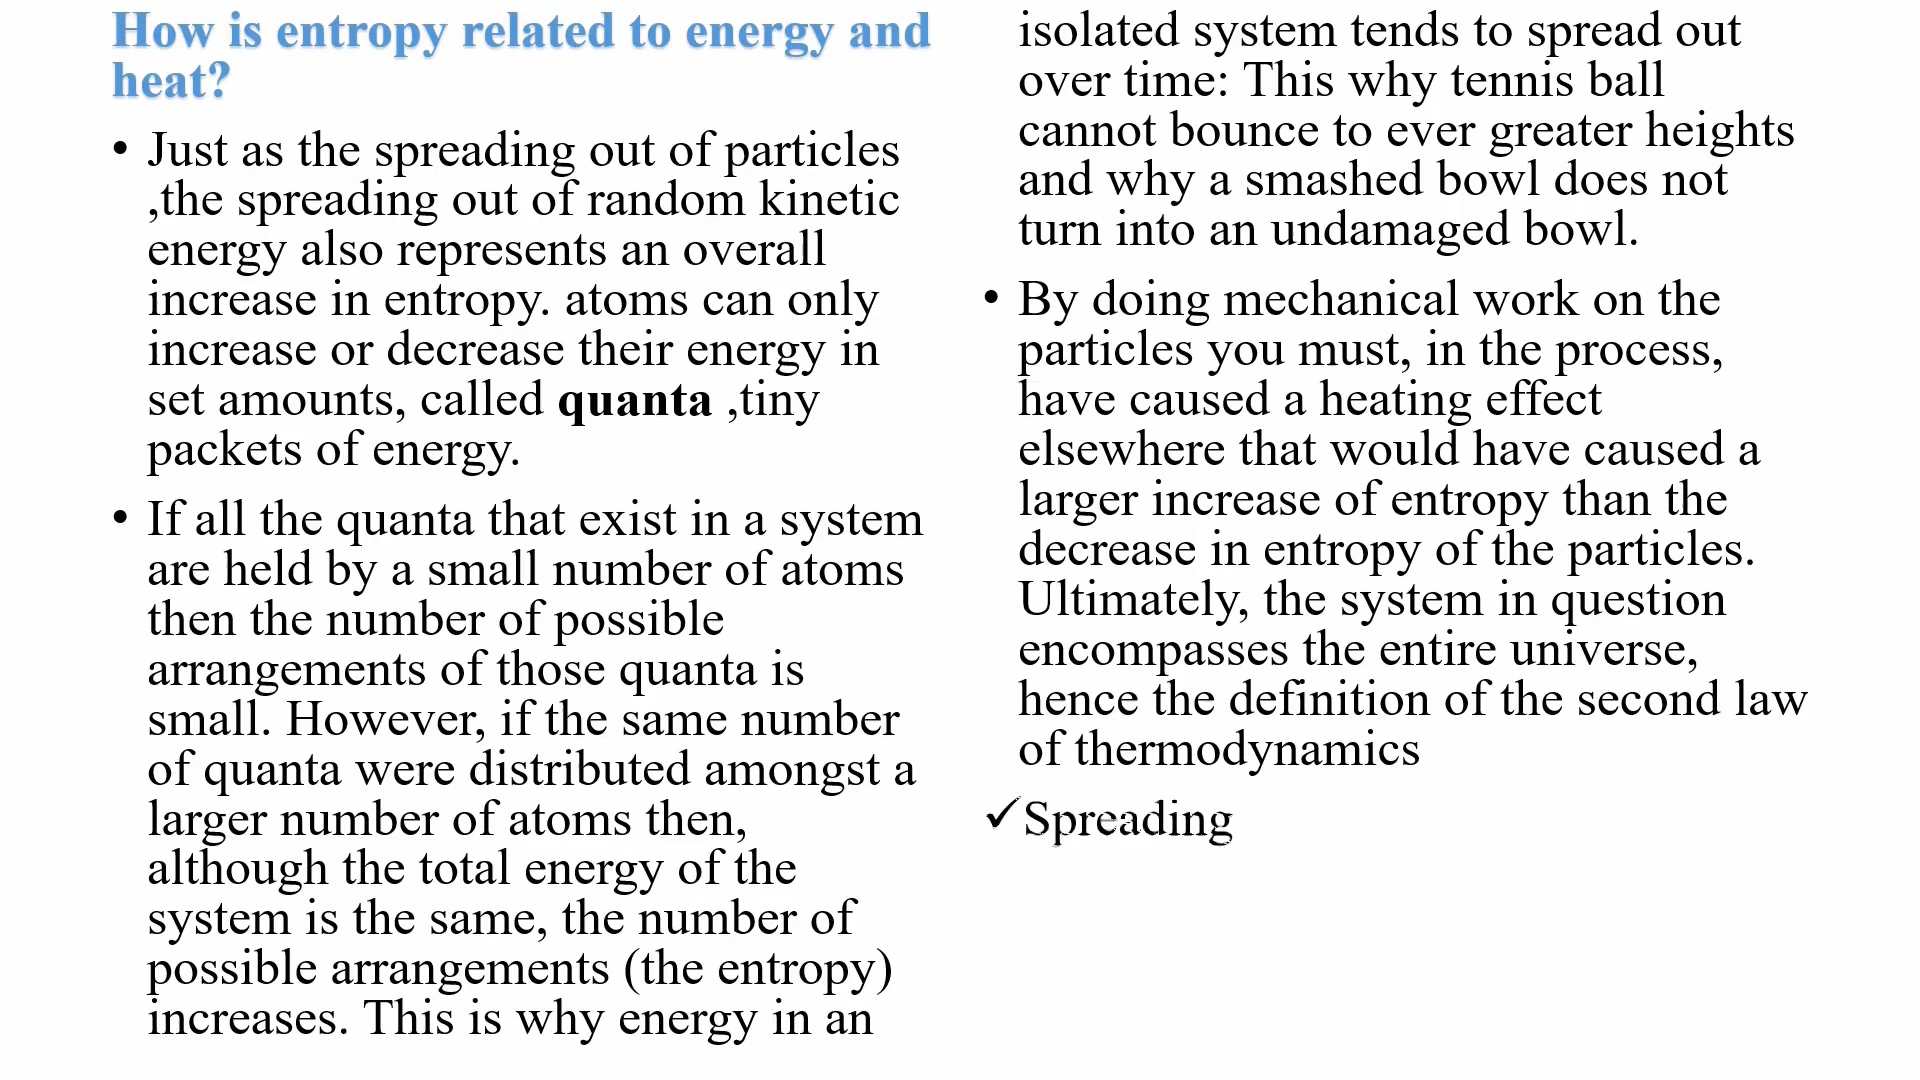 How is entropy related to energy and
heat?
• Just as the spreading out of particles
,the spreading out of random kinetic
energy also represents an overall
increase in entropy. atoms can only
increase or decrease their energy in
set amounts, called quanta ,tiny
packets of energy.
• If all the quanta that exist in a system
are held by a small number of atoms
then the number of possible
arrangements of those quanta is
small. However, if the same number
of quanta were distributed amongst a
larger number of atoms then,
although the total energy of the
system is the same, the number of
possible arrangements (the entropy)
increases. This is why energy in an
isolated system tends to spread out
over time: This why tennis ball
cannot bounce to ever greater heights
and why a smashed bowl does not
turn into an undamaged bowl.
• By doing mechanical work on the
particles you must, in the process,
have caused a heating effect
elsewhere that would have caused a
larger increase of entropy than the
decrease in entropy of the particles.
Ultimately, the system in question
encompasses the entire universe,
hence the definition of the second law
of thermodynamics
✓Spreading